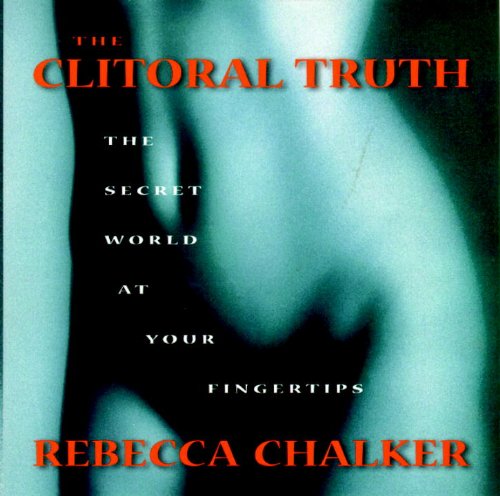 THE
CLITORAL TRUTH
THE
SECRET
WORLD
AT
YOUR
FINGERTIPS
REBECCA CHALKER